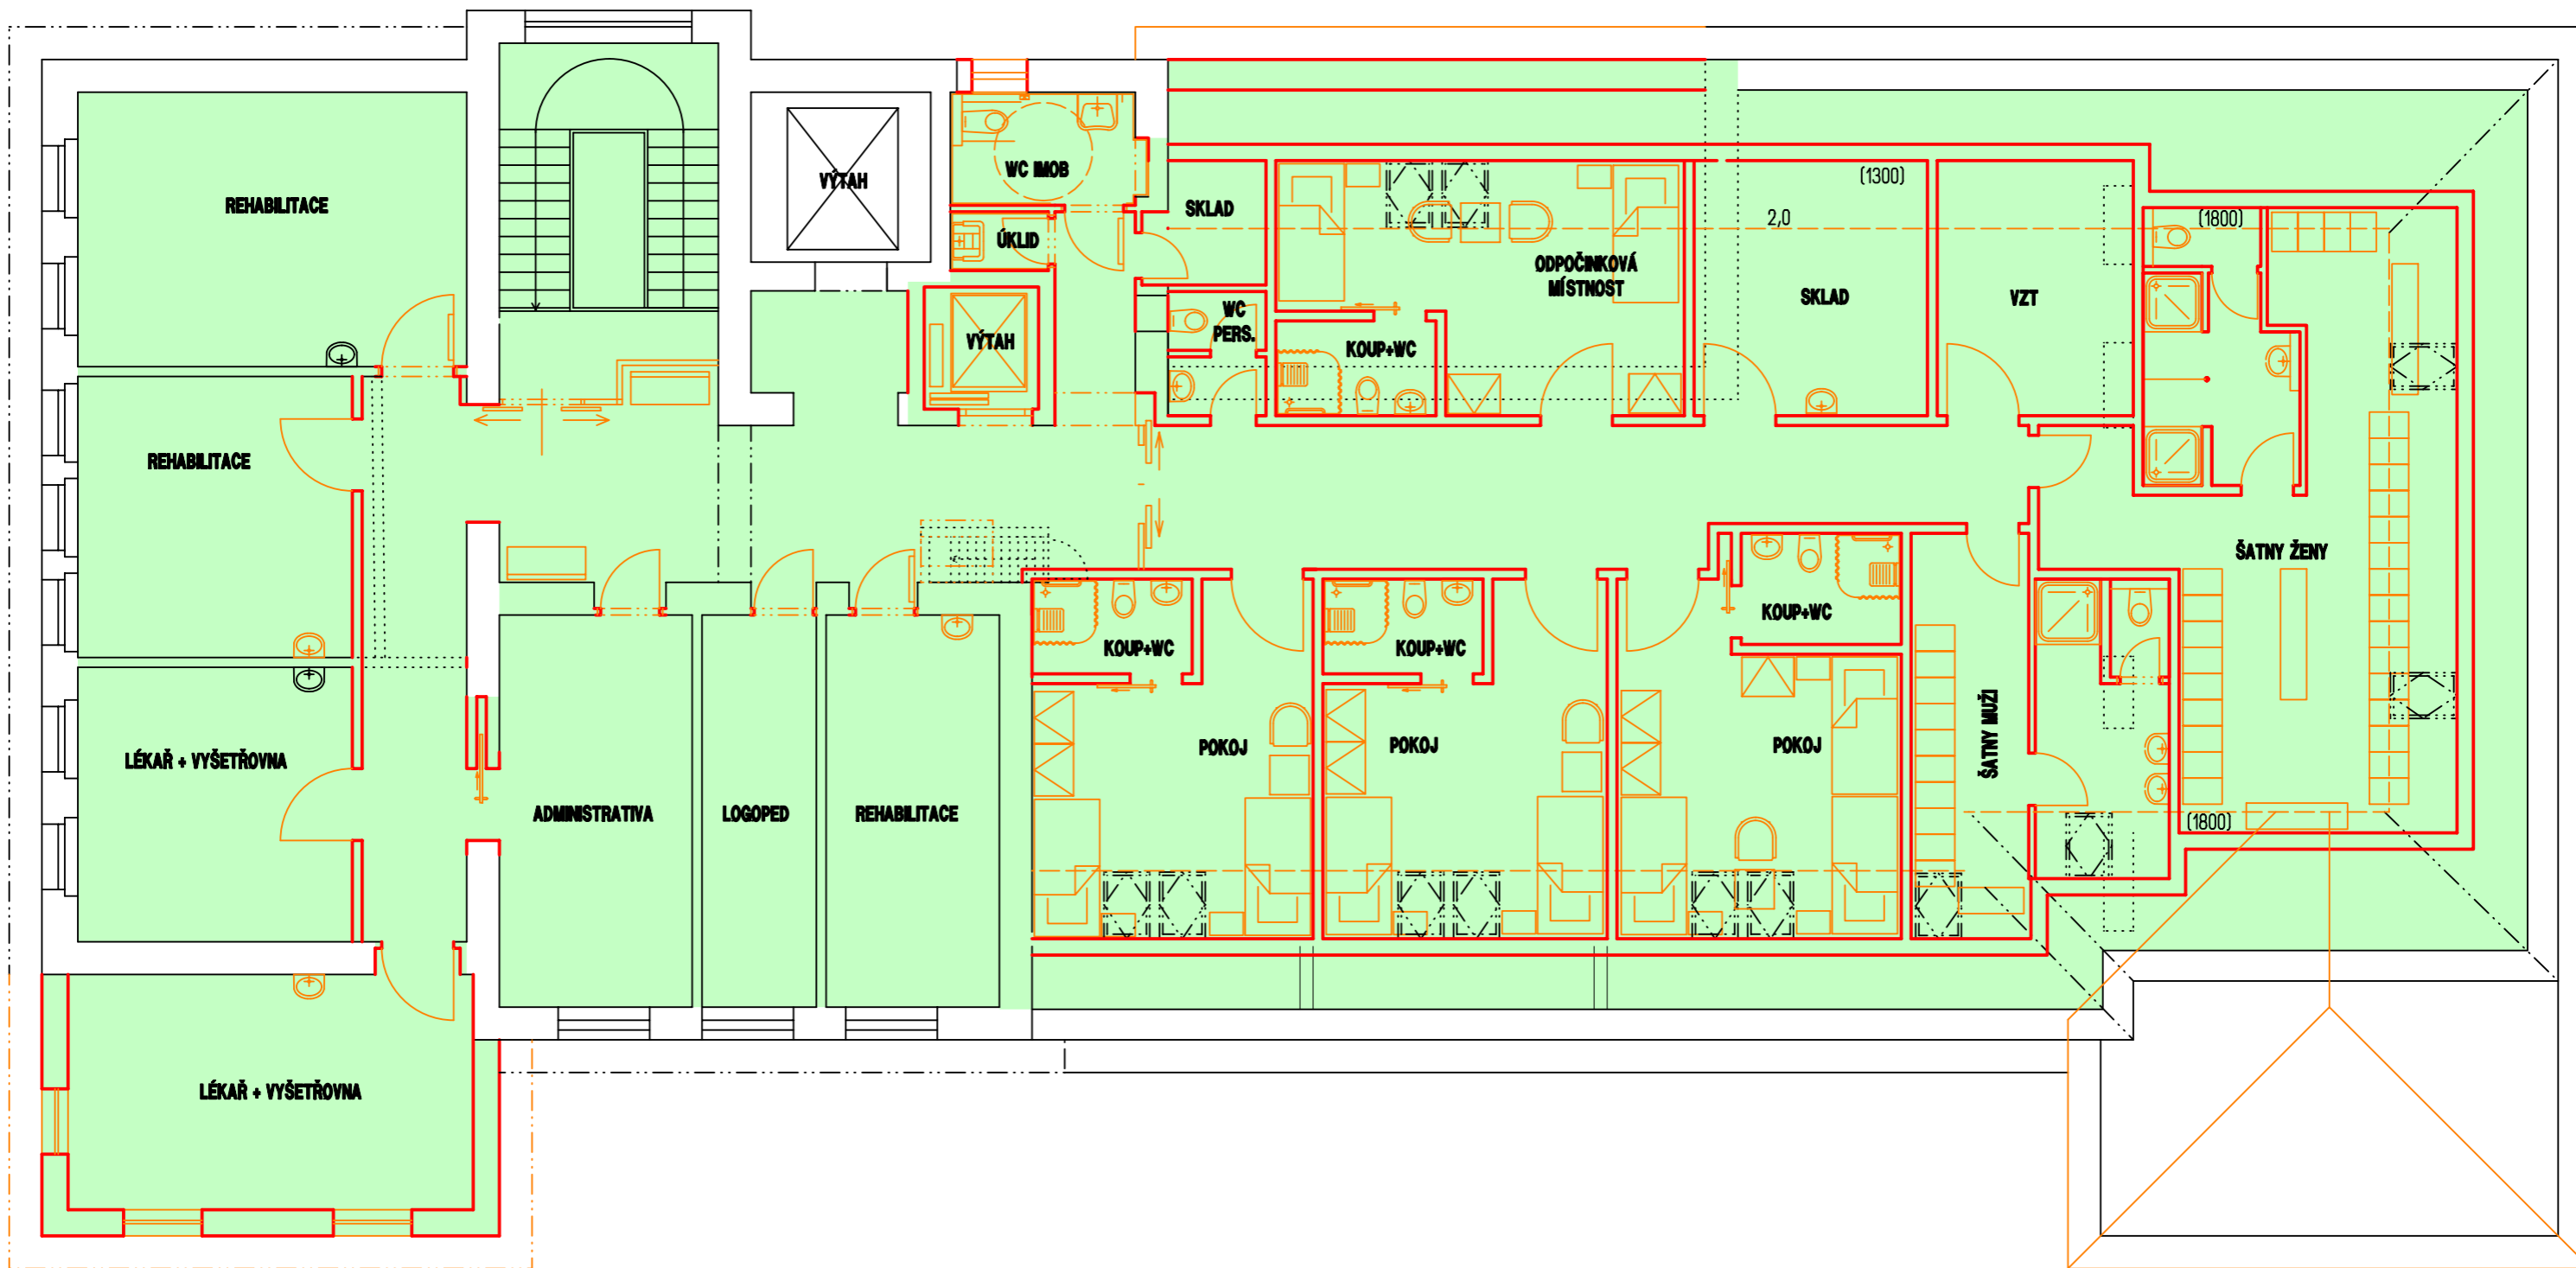 WC IMOB
VÝTAH
(1300)
REHABILITACE
SKLAD
2,0
(1800)
ÚKLID
ODPOČINKOVÁ
MÍSTNOST
SKLAD
VZT
WC
PERS.
VÝTAH
KOUP+WC
REHABILITACE
ŠATNY ŽENY
KOUP+WC
KOUP+WC
KOUP+WC
ŠATNY MUŽI
POKOJ
POKOJ
POKOJ
LÉKAŘ + VYŠETŘOVNA
ADMINISTRATIVA
LOGOPED
REHABILITACE
(1800)
LÉKAŘ + VYŠETŘOVNA